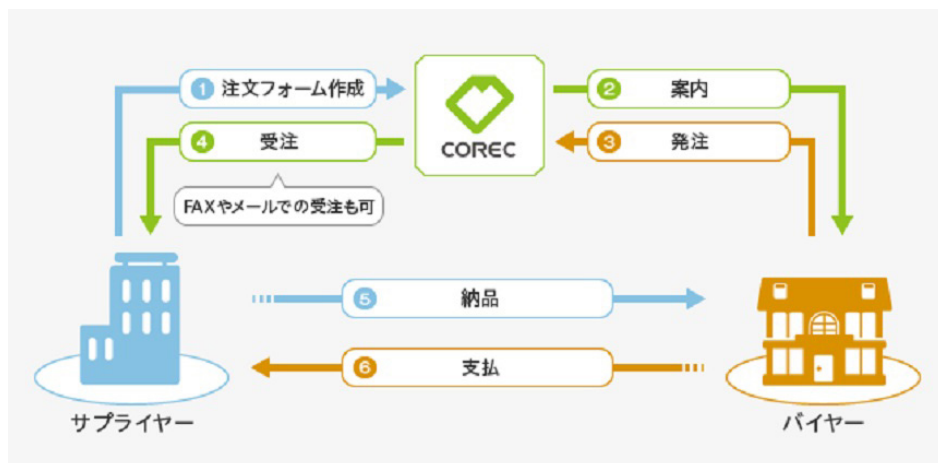 ① 注文フォーム作成
② 案内
④ 受注
COREC
③ 発注
FAXやメールでの受注も可
⑤ 納品
⑥ 支払
サプライヤー
バイヤー